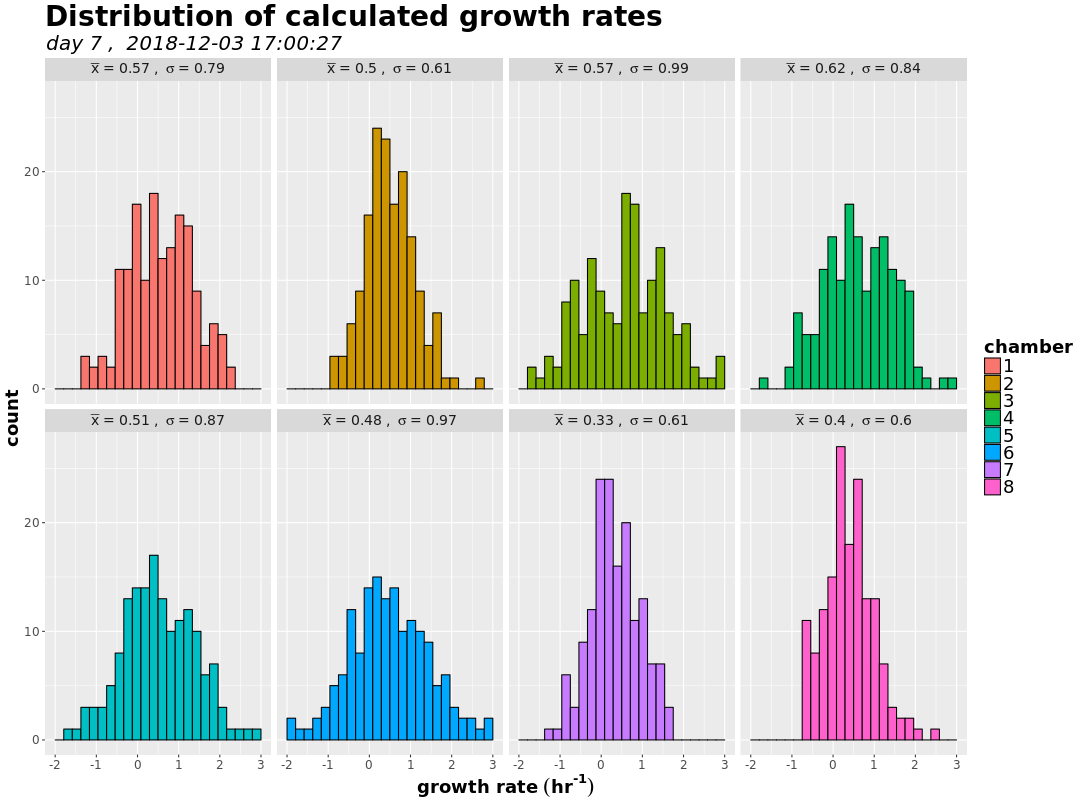 Distribution of calculated growth rates
day 7 ,  2018-12-03 17:00:27
x̅ = 0.57 ,  σ = 0.79
x̅ = 0.5 ,  σ = 0.61
x̅ = 0.57 ,  σ = 0.99
x̅ = 0.62 ,  σ = 0.84
20
10
0
x̅ = 0.51 ,  σ = 0.87
x̅ = 0.48 ,  σ = 0.97
x̅ = 0.33 ,  σ = 0.61
x̅ = 0.4 ,  σ = 0.6
20
10
0
-2 -1 0 1 2 3
-2 -1 0 1 2 3
-2 -1 0 1 2 3
-2 -1 0 1 2 3
count
growth rate (hr⁻¹)
chamber
1
2
3
4
5
6
7
8